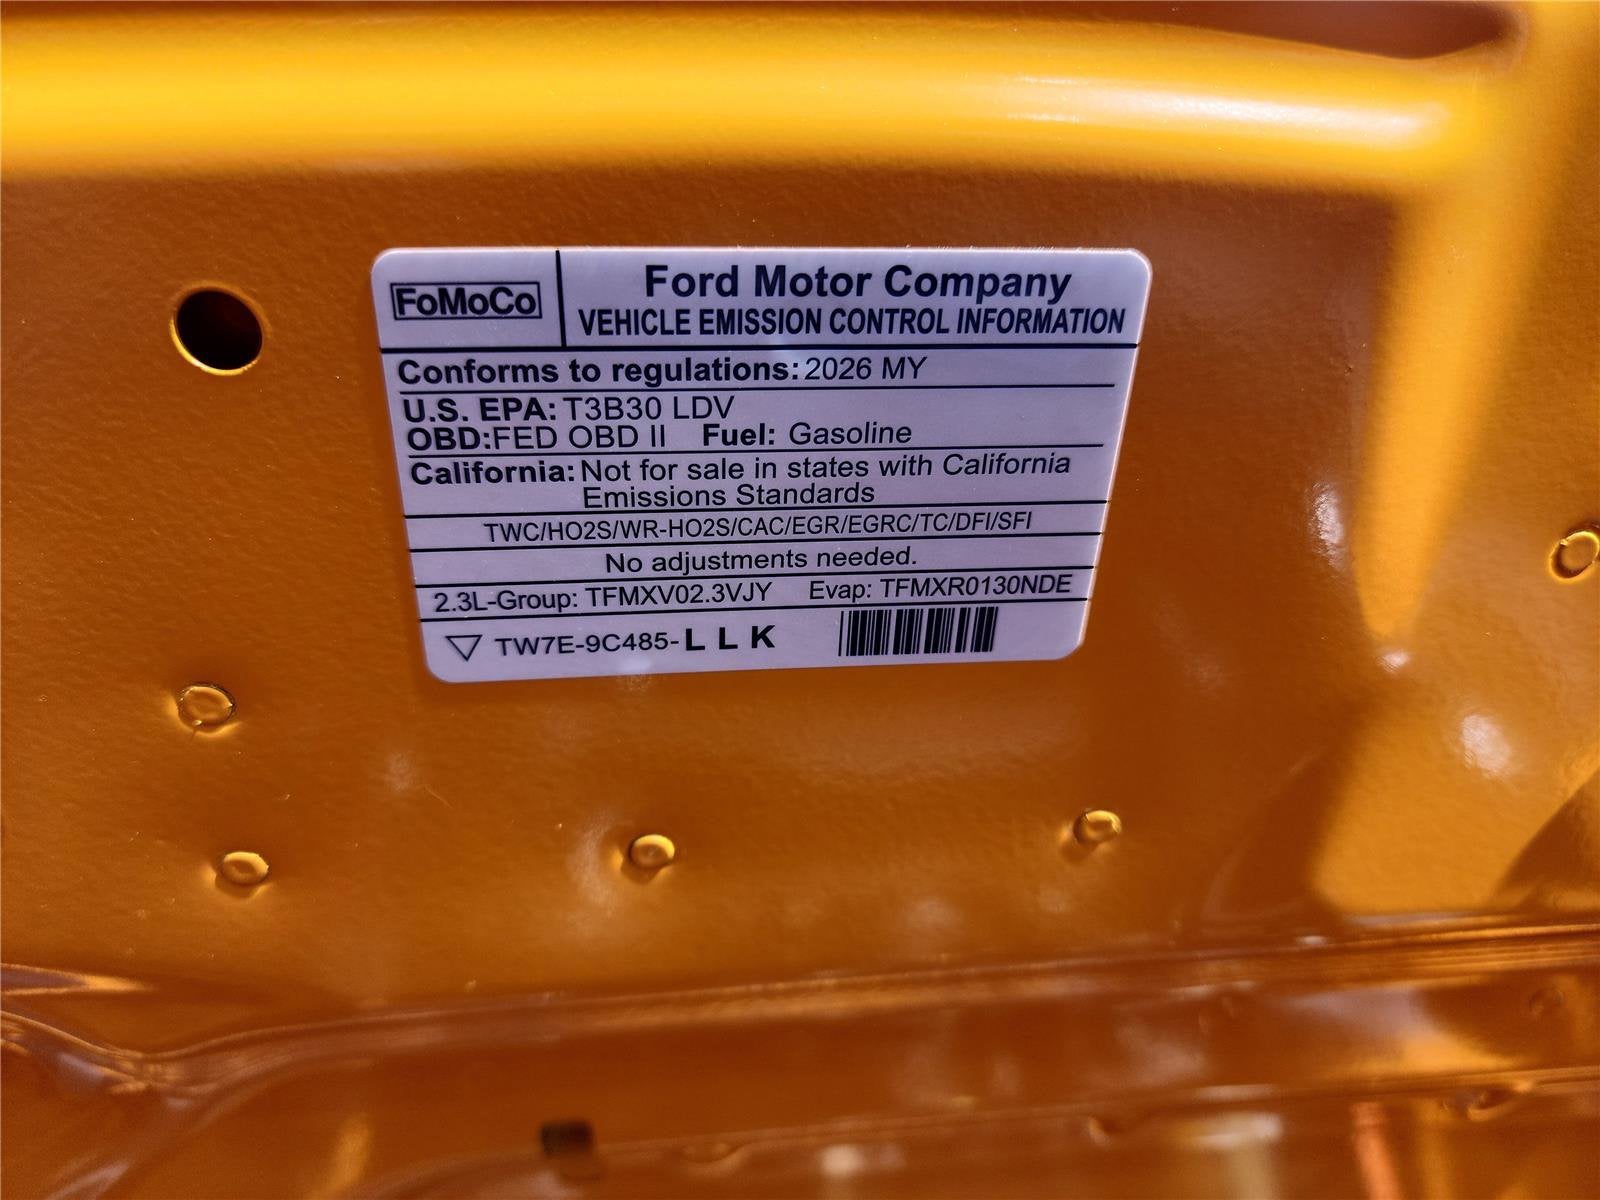 FoMoCo
Ford Motor Company
VEHICLE EMISSION CONTROL INFORMATION
Conforms to regulations: 2026 MY
U.S. EPA: T3B30 LDV
OBD:FED OBD II Fuel: Gasoline
California: Not for sale in states with California
Emissions Standards
TWC/HO2S/WR-HO2S/CAC/EGR/EGRC/TC/DFI/SFI
No adjustments needed.
2.3L-Group: TFMXV02.3VJY Evap: TFMXR0130NDE
TW7E-9C485-L L K